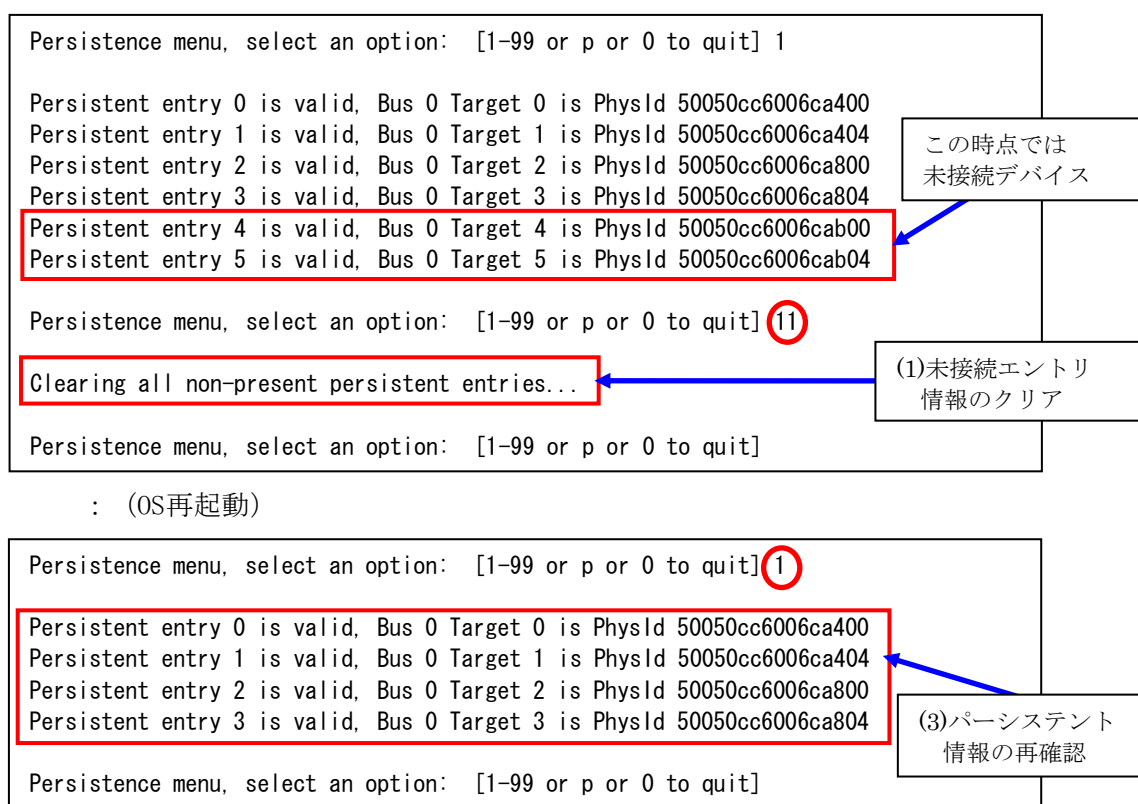 Persistence menu, select an option:  [1-99 or p or 0 to quit] 1
Persistent entry 0 is valid, Bus 0 Target 0 is PhysId 50050cc6006ca400
Persistent entry 1 is valid, Bus 0 Target 1 is PhysId 50050cc6006ca404
Persistent entry 2 is valid, Bus 0 Target 2 is PhysId 50050cc6006ca800
Persistent entry 3 is valid, Bus 0 Target 3 is PhysId 50050cc6006ca804
Persistent entry 4 is valid, Bus 0 Target 4 is PhysId 50050cc6006cab00
Persistent entry 5 is valid, Bus 0 Target 5 is PhysId 50050cc6006cab04
この時点では
未接続デバイス
Persistence menu, select an option:  [1-99 or p or 0 to quit] 11
Clearing all non-present persistent entries...
(1)未接続エントリ
情報のクリア
Persistence menu, select an option:  [1-99 or p or 0 to quit]
: （OS再起動）
Persistence menu, select an option:  [1-99 or p or 0 to quit] 1
Persistent entry 0 is valid, Bus 0 Target 0 is PhysId 50050cc6006ca400
Persistent entry 1 is valid, Bus 0 Target 1 is PhysId 50050cc6006ca404
Persistent entry 2 is valid, Bus 0 Target 2 is PhysId 50050cc6006ca800
Persistent entry 3 is valid, Bus 0 Target 3 is PhysId 50050cc6006ca804
(3)パーシステント
情報の再確認
Persistence menu, select an option:  [1-99 or p or 0 to quit]